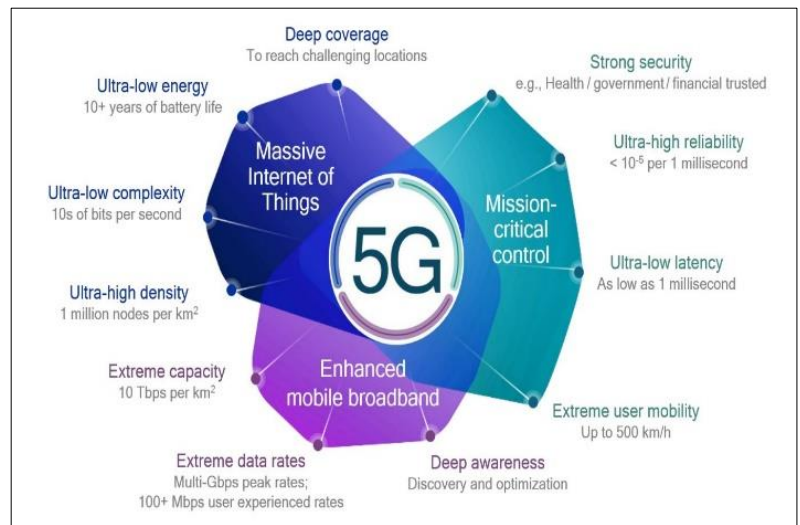 Deep coverage
To reach challenging locations
Strong security
e.g., Health / government / financial trusted
Ultra-low energy
10+ years of battery life
Ultra-high reliability
< 10⁻⁵ per 1 millisecond
Massive
Internet of
Things
Ultra-low complexity
10s of bits per second
5G
Mission-
critical
control
Ultra-low latency
As low as 1 millisecond
Ultra-high density
1 million nodes per km²
Extreme capacity
10 Tbps per km²
Enhanced
mobile broadband
Extreme user mobility
Up to 500 km/h
Extreme data rates
Multi-Gbps peak rates;
100+ Mbps user experienced rates
Deep awareness
Discovery and optimization